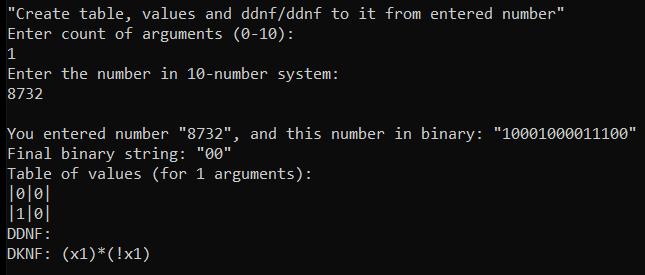 "Create table, values and ddnf/ddnf to it from entered number"
Enter count of arguments (0-10):
1
Enter the number in 10-number system:
8732
You entered number "8732", and this number in binary: "10001000011100"
Final binary string: "00"
Table of values (for 1 arguments):
|0|0|
|1|0|
DDNF:
DKNF: (x1)*(!x1)